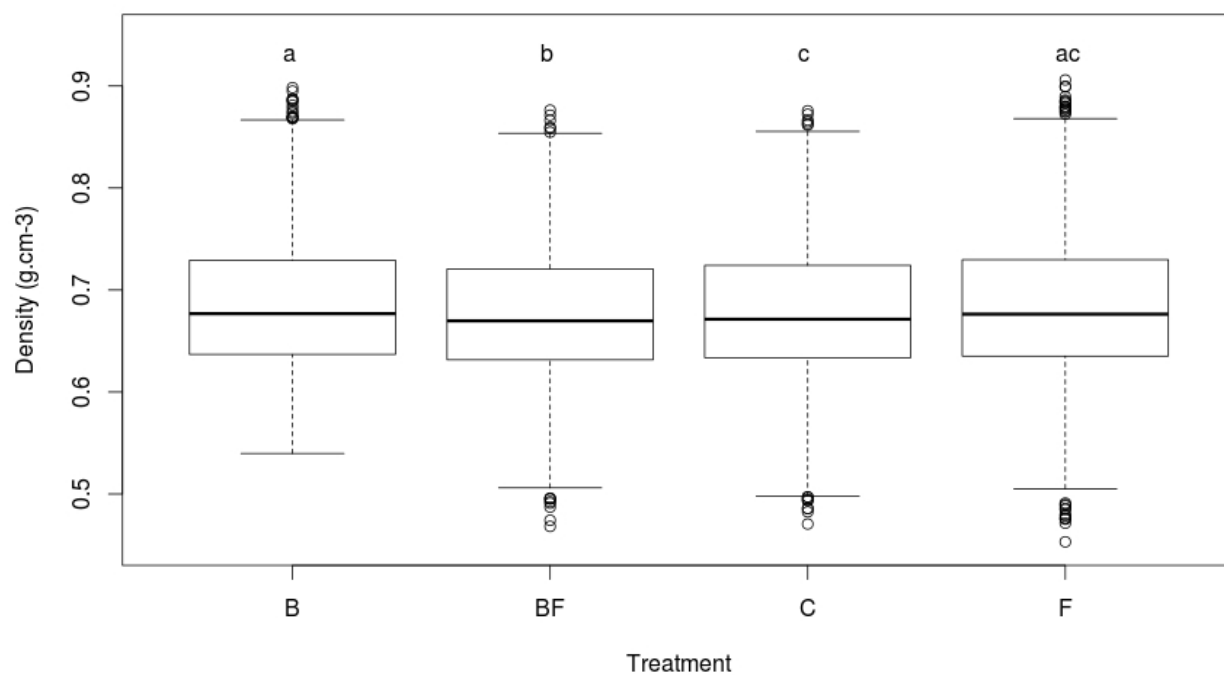 a b c ac
0.9
0.8
0.7
0.6
0.5
Density (g.cm-3)
B BF C F
Treatment